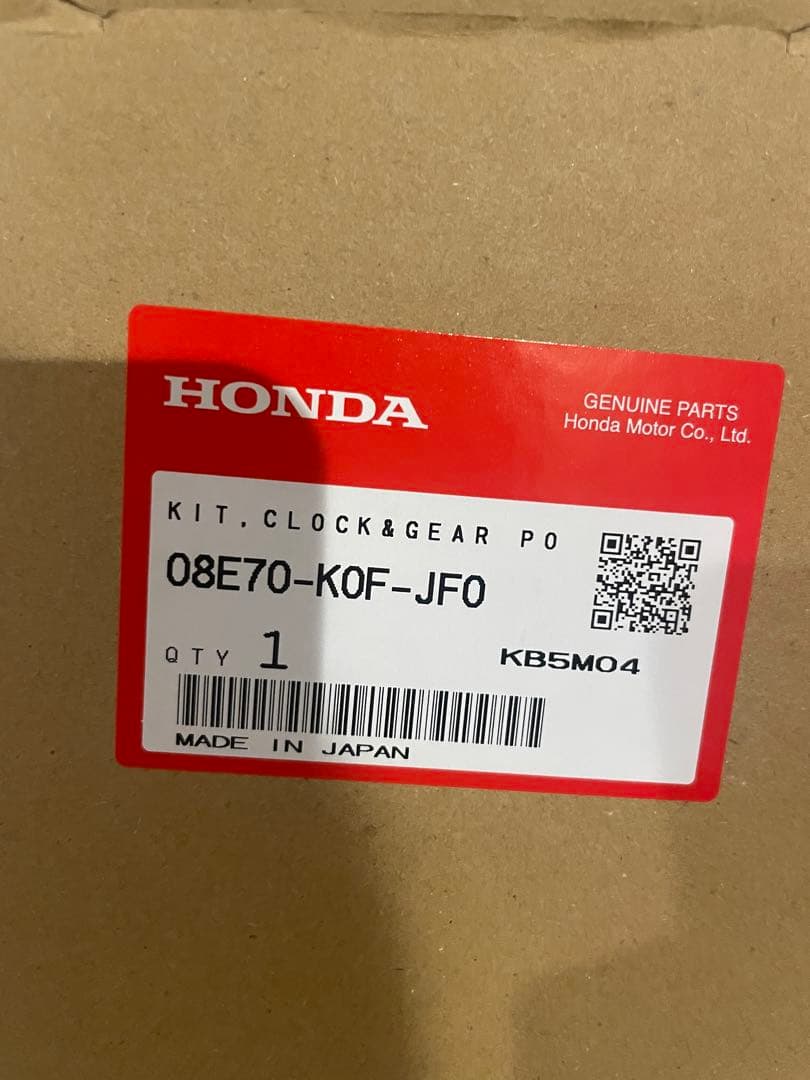 HONDA
GENUINE PARTS
Honda Motor Co., Ltd.
KIT, CLOCK&GEAR PO
08E70-K0F-JF0
QTY 1
KB5M04
MADE IN JAPAN